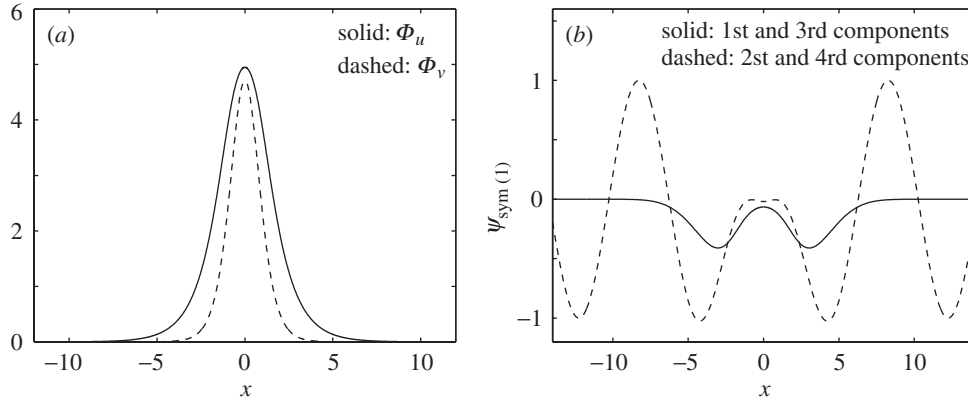 6
(a)
solid: Φu
dashed: Φv
4
2
0
−10
−5
0
5
10
x
(b)
solid: 1st and 3rd components
dashed: 2st and 4rd components
1
0
−1
ψsym (1)
−10
−5
0
5
10
x